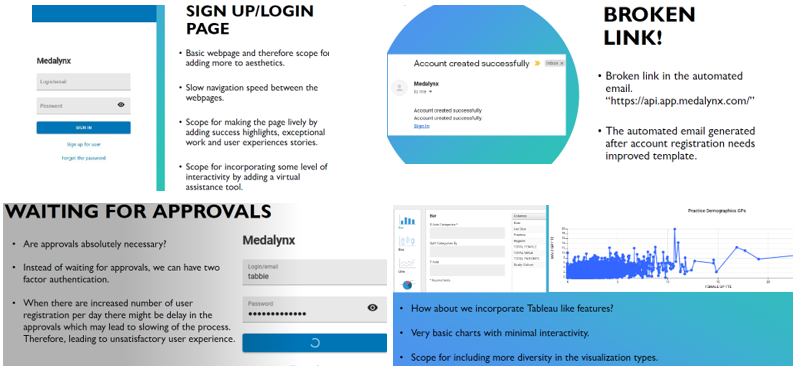 SIGN UP/LOGIN
PAGE
Medalynx
Login/email
Password
SIGN IN
Sign up for user
Forgot the password
• Basic webpage and therefore scope for
adding more to aesthetics.
• Slow navigation speed between the
webpages.
• Scope for making the page lively by
adding success highlights, exceptional
work and user experiences stories.
• Scope for incorporating some level of
interactivity by adding a virtual
assistance tool.
BROKEN
LINK!
Account created successfully
Inbox
Medalynx
to me
Account created successfully
Account created successfully
Sign in
• Broken link in the automated
email.
“https://api.app.medalynx.com/”
• The automated email generated
after account registration needs
improved template.
WAITING FOR APPROVALS
• Are approvals absolutely necessary?
• Instead of waiting for approvals, we can have two
factor authentication.
• When there are increased number of user
registration per day there might be delay in the
approvals which may lead to slowing of the process.
Therefore, leading to unsatisfactory user experience.
Medalynx
Login/email
tabbie
Password
Bar
Columns
Practice Demographics GPs
• How about we incorporate Tableau like features?
• Very basic charts with minimal interactivity.
• Scope for including more diversity in the visualization types.